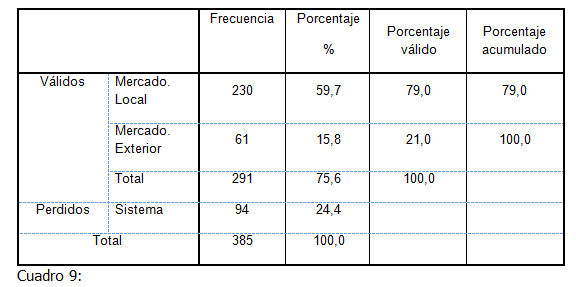 Frecuencia Porcentaje % Porcentaje válido Porcentaje acumulado
Válidos Mercado. Local 230 59,7 79,0 79,0
Mercado. Exterior 61 15,8 21,0 100,0
Total 291 75,6 100,0
Perdidos Sistema 94 24,4
Total 385 100,0
Cuadro 9: